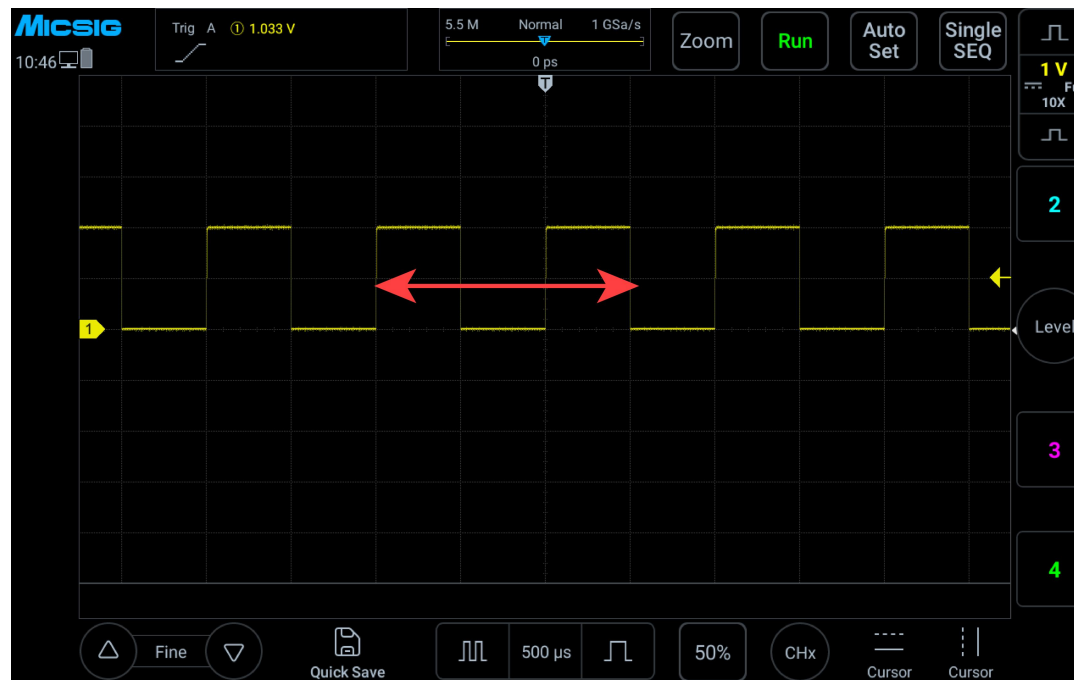 MICSIG
10:46
Trig A ① 1.033 V
5.5 M Normal 1 GSa/s
T
0 ps
Zoom
Run
Auto
Set
Single
SEQ
T
1 V
10X
2
1
Level
3
4
Fine
Quick Save
500 µs
50%
CHx
Cursor
Cursor